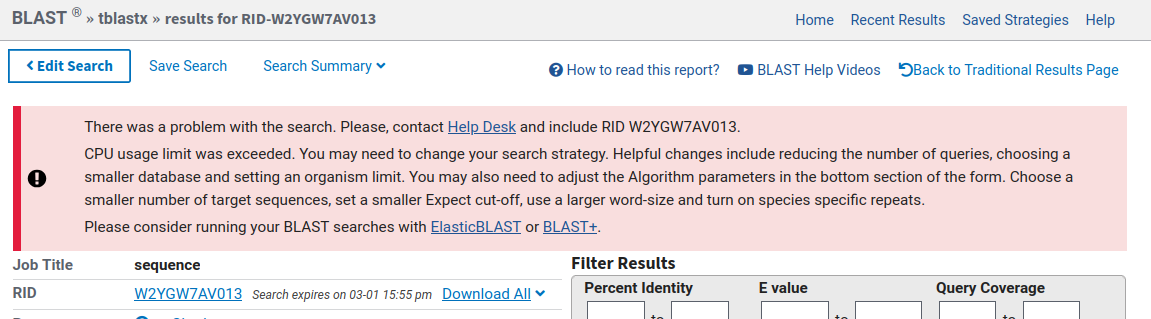 BLAST ® » tblastx » results for RID-W2YGW7AV013
Home Recent Results Saved Strategies Help
Edit Search Save Search Search Summary
How to read this report? BLAST Help Videos Back to Traditional Results Page
There was a problem with the search. Please, contact Help Desk and include RID W2YGW7AV013.
CPU usage limit was exceeded. You may need to change your search strategy. Helpful changes include reducing the number of queries, choosing a
smaller database and setting an organism limit. You may also need to adjust the Algorithm parameters in the bottom section of the form. Choose a
smaller number of target sequences, set a smaller Expect cut-off, use a larger word-size and turn on species specific repeats.
Please consider running your BLAST searches with ElasticBLAST or BLAST+.
Job Title sequence
RID W2YGW7AV013 Search expires on 03-01 15:55 pm Download All
Filter Results
Percent Identity E value Query Coverage
to to to